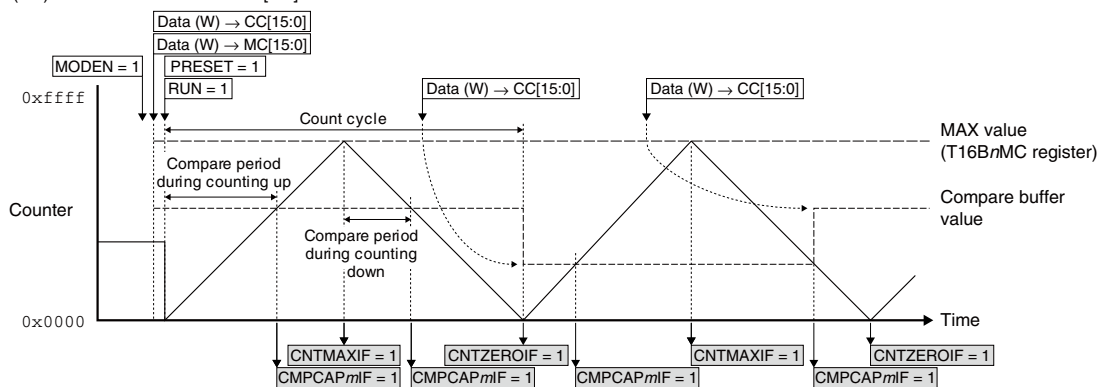 Data (W) → CC[15:0]
Data (W) → MC[15:0]
MODEN = 1
PRESET = 1
RUN = 1
Data (W) → CC[15:0]
Data (W) → CC[15:0]
0xffff
Count cycle
MAX value
(T16BnMC register)
Compare period
during counting up
Counter
Compare buffer
value
Compare period
during counting
down
0x0000
Time
CNTMAXIF = 1
CNTZEROIF = 1
CNTMAXIF = 1
CNTZEROIF = 1
CMPCAPmIF = 1
CMPCAPmIF = 1
CMPCAPmIF = 1
CMPCAPmIF = 1